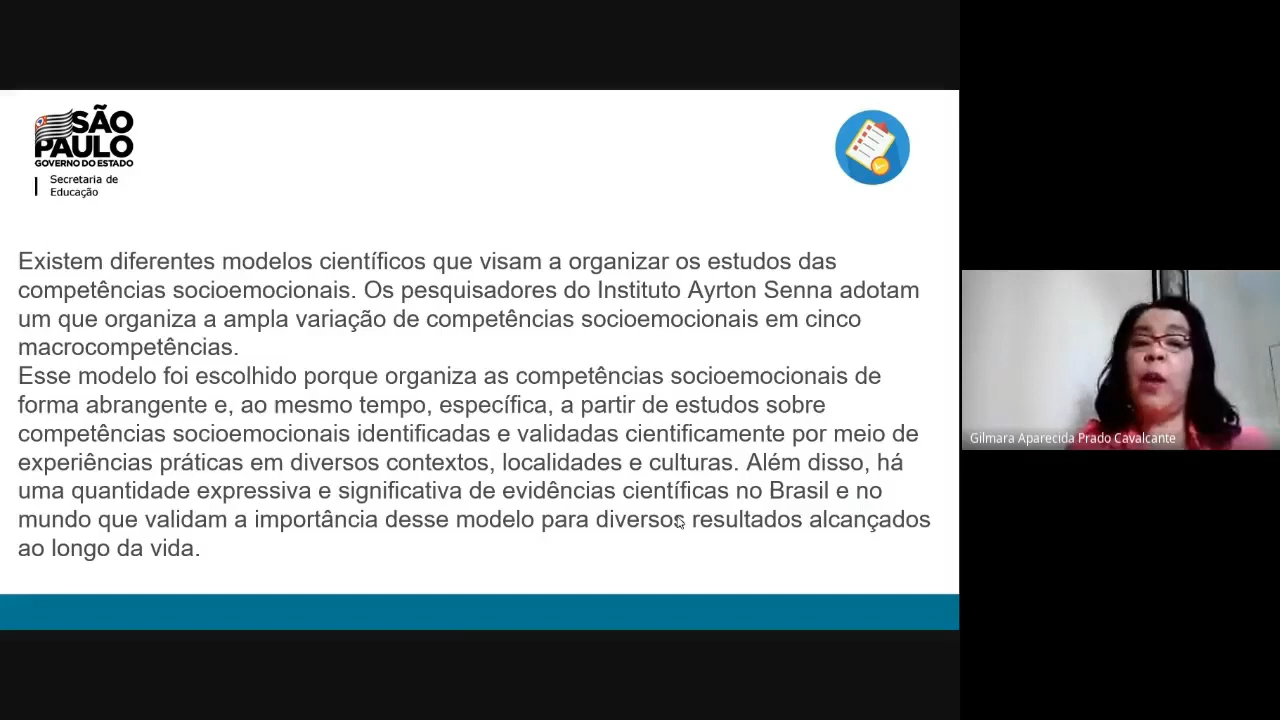 SÃO
PAULO
GOVERNO DO ESTADO
Secretaria de
Educação
Existem diferentes modelos científicos que visam a organizar os estudos das
competências socioemocionais. Os pesquisadores do Instituto Ayrton Senna adotam
um que organiza a ampla variação de competências socioemocionais em cinco
macrocompetências.
Esse modelo foi escolhido porque organiza as competências socioemocionais de
forma abrangente e, ao mesmo tempo, específica, a partir de estudos sobre
competências socioemocionais identificadas e validadas cientificamente por meio de
experiências práticas em diversos contextos, localidades e culturas. Além disso, há
uma quantidade expressiva e significativa de evidências científicas no Brasil e no
mundo que validam a importância desse modelo para diversos resultados alcançados
ao longo da vida.
Gilmara Aparecida Prado Cavalcante